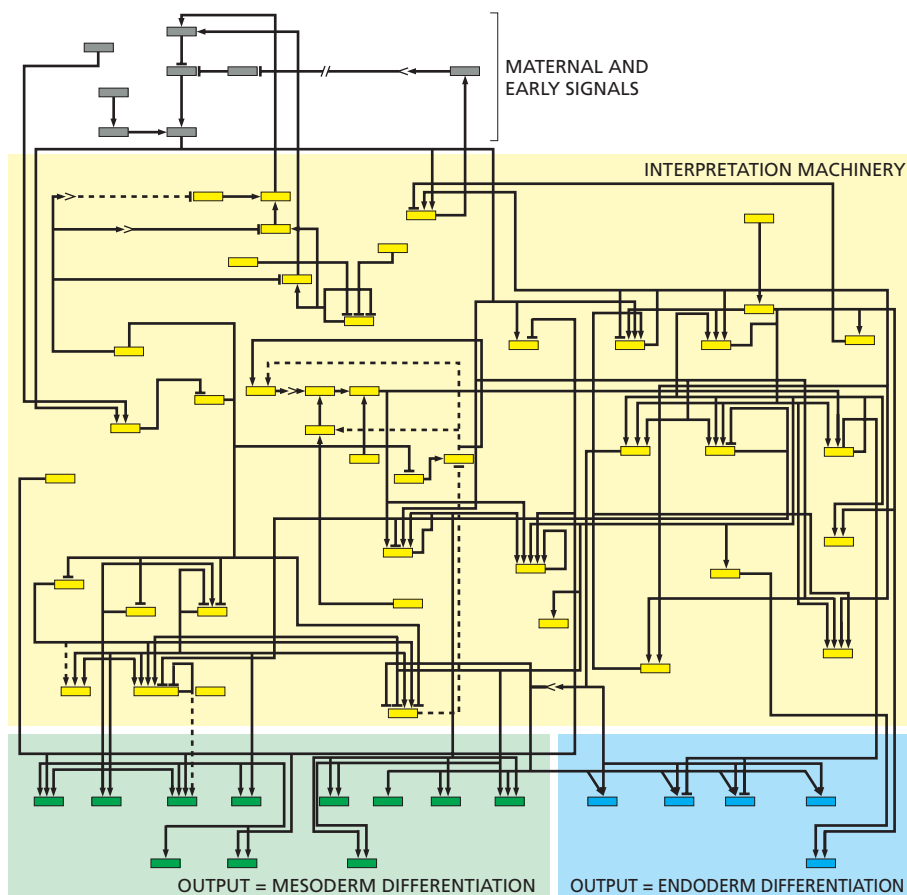 MATERNAL AND
EARLY SIGNALS
INTERPRETATION MACHINERY
OUTPUT = MESODERM DIFFERENTIATION
OUTPUT = ENDODERM DIFFERENTIATION